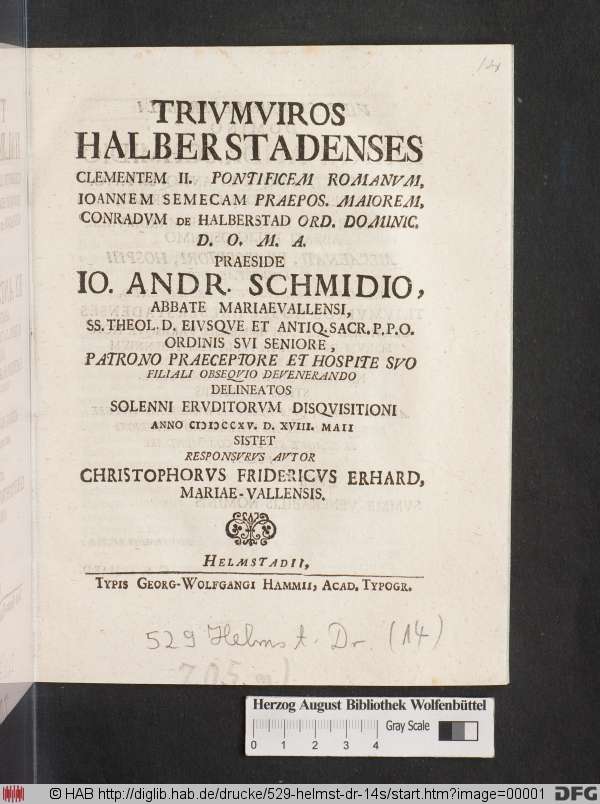 TRIVMVIROS
HALBERSTADENSES
CLEMENTEM II. PONTIFICEM ROMANVM,
IOANNEM SEMECAM PRAEPOS. MAIOREM,
CONRADVM DE HALBERSTAD ORD. DOMINIC.
D. O. M. A.
PRAESIDE
IO. ANDR. SCHMIDIO,
ABBATE MARIAEVALLENSI,
SS. THEOL. D. EIVSQVE ET ANTIQ. SACR. P. P. O.
ORDINIS SVI SENIORE,
PATRONO PRAECEPTORE ET HOSPITE SVO
FILIALI OBSEQVIO DEVENERANDO
DELINEATOS
SOLENNI ERVDITORVM DISQVISITIONI
ANNO CIƆIƆCCXV. D. XVIII. MAII
SISTET
RESPONSVRVS AVTOR
CHRISTOPHORVS FRIDERICVS ERHARD,
MARIAE-VALLENSIS.
HELMSTADII,
TYPIS GEORG-WOLFGANGI HAMMII, ACAD. TYPOGR.
529 Helmst. Dr. (14)
Herzog August Bibliothek Wolfenbüttel
Gray Scale
0 1 2 3 4
© HAB http://diglib.hab.de/drucke/529-helmst-dr-14s/start.htm?image=00001
DFG